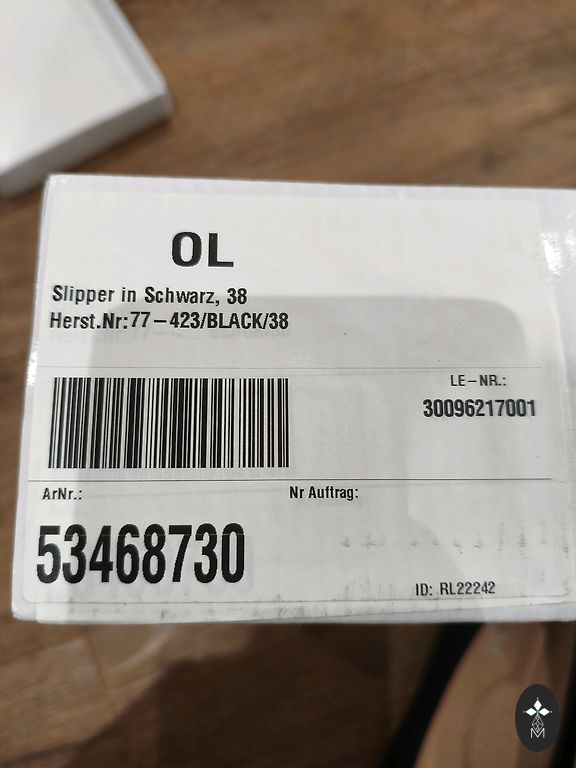 OL
Slipper in Schwarz, 38
Herst.Nr:77-423/BLACK/38
LE-NR.:
30096217001
ArNr.:
Nr Auftrag:
53468730
ID: RL22242
M